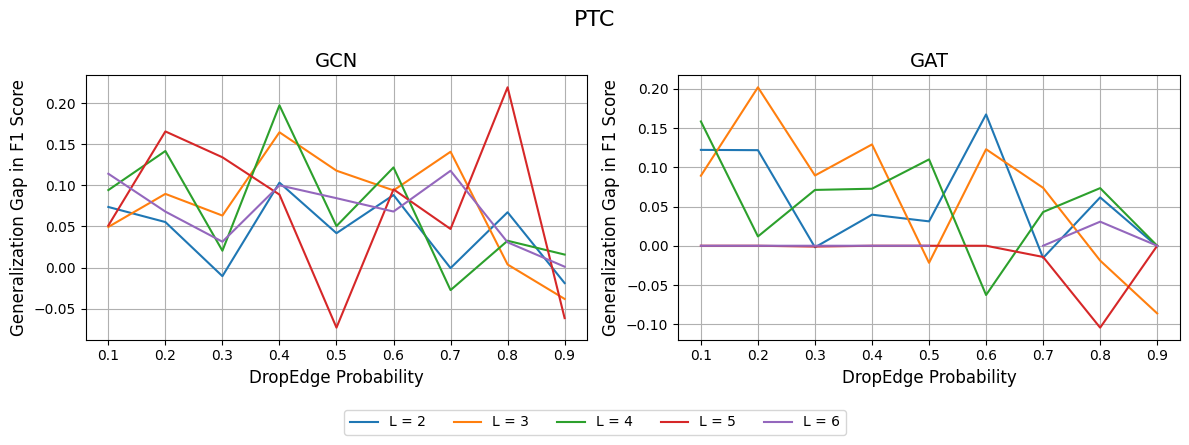 PTC
GCN
Generalization Gap in F1 Score
0.20
0.15
0.10
0.05
0.00
−0.05
0.1 0.2 0.3 0.4 0.5 0.6 0.7 0.8 0.9
DropEdge Probability
GAT
Generalization Gap in F1 Score
0.20
0.15
0.10
0.05
0.00
−0.05
−0.10
0.1 0.2 0.3 0.4 0.5 0.6 0.7 0.8 0.9
DropEdge Probability
L = 2 L = 3 L = 4 L = 5 L = 6